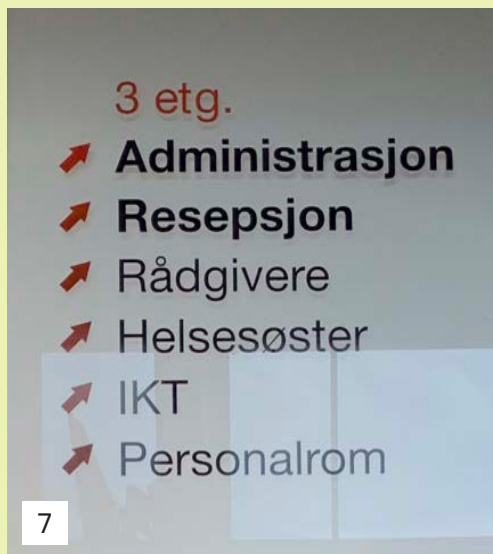 3 etg.
Administrasjon
Resepsjon
Rådgivere
Helsesøster
IKT
Personalrom
7